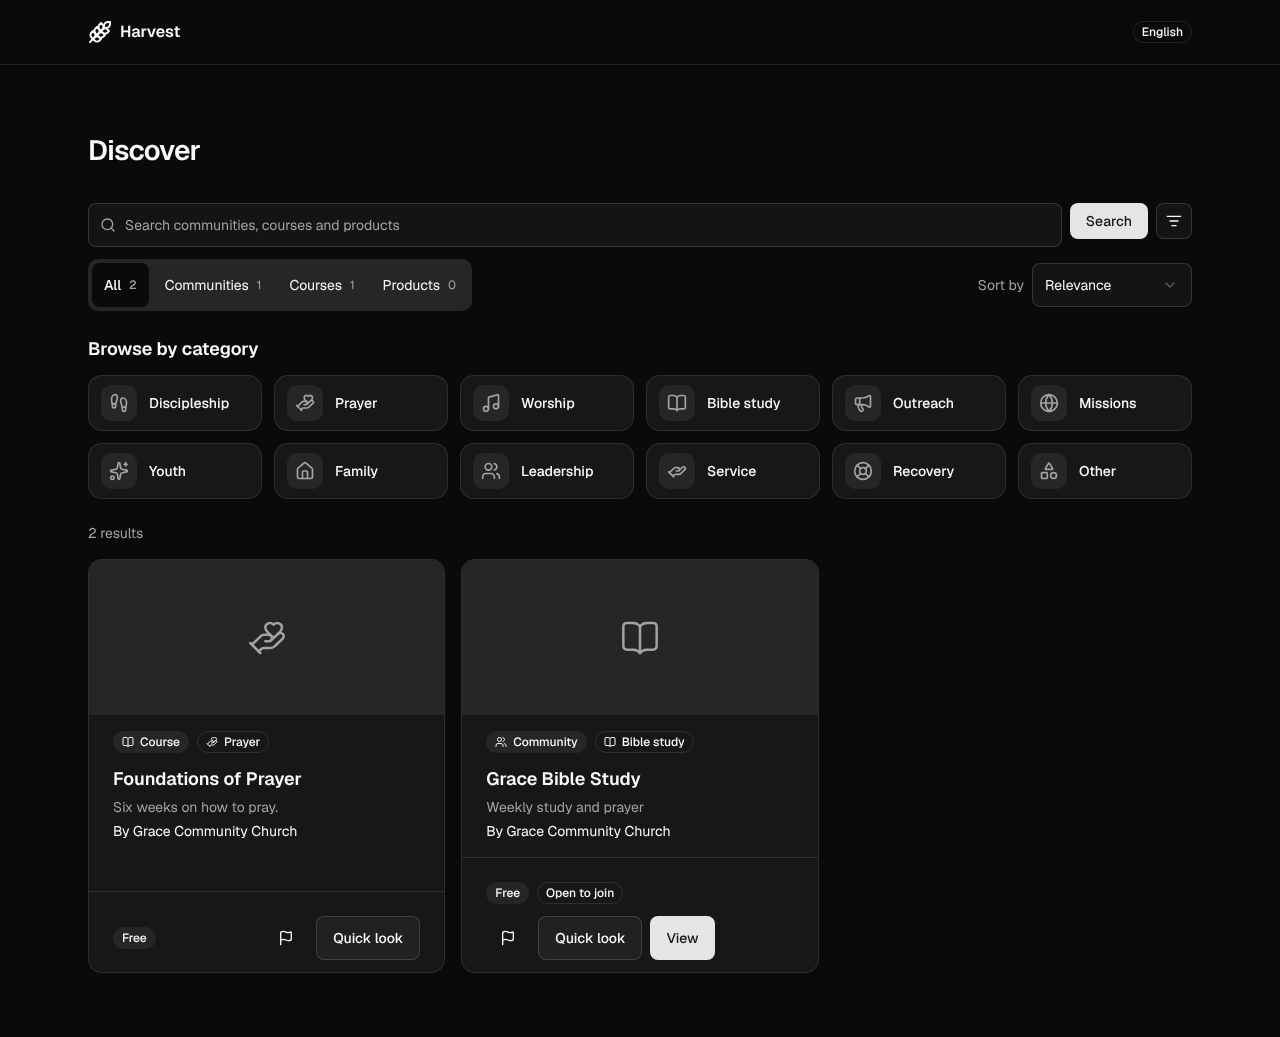 Harvest
English
Discover
Search communities, courses and products
Search
All 2
Communities 1
Courses 1
Products 0
Sort by
Relevance
Browse by category
Discipleship
Prayer
Worship
Bible study
Outreach
Missions
Youth
Family
Leadership
Service
Recovery
Other
2 results
Course
Prayer
Foundations of Prayer
Six weeks on how to pray.
By Grace Community Church
Free
Quick look
Community
Bible study
Grace Bible Study
Weekly study and prayer
By Grace Community Church
Free
Open to join
Quick look
View